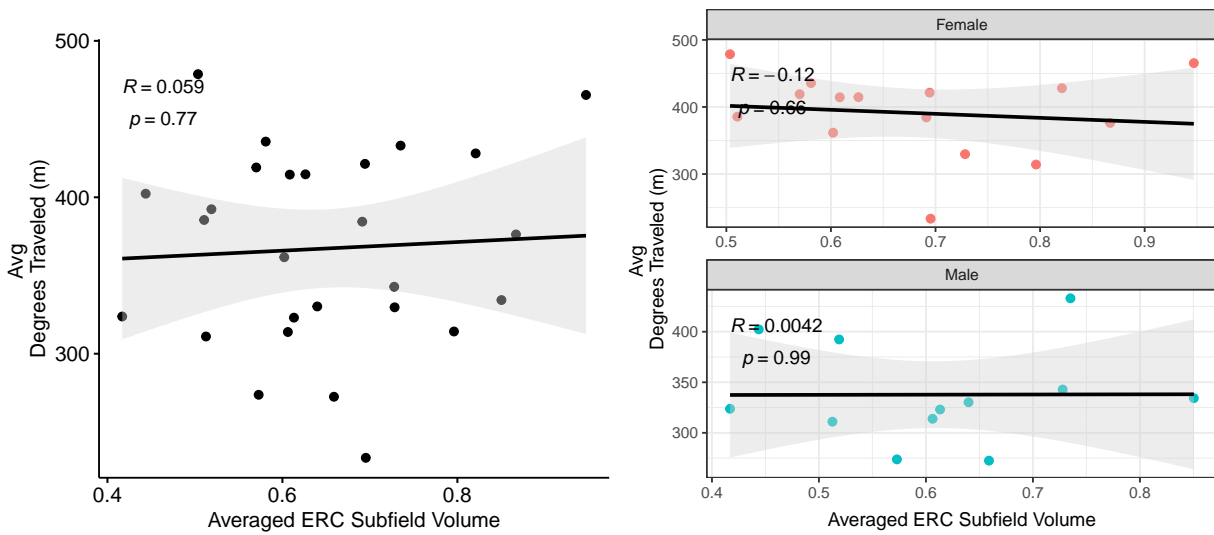 500
400
300
0.4
0.6
0.8
R = 0.059
p = 0.77
Avg
Degrees Traveled (m)
Averaged ERC Subfield Volume
Avg
Degrees Traveled (m)
Female
500
400
300
R = −0.12
p = 0.66
0.5
0.6
0.7
0.8
0.9
Male
400
350
300
R = 0.0042
p = 0.99
0.4
0.5
0.6
0.7
0.8
Averaged ERC Subfield Volume